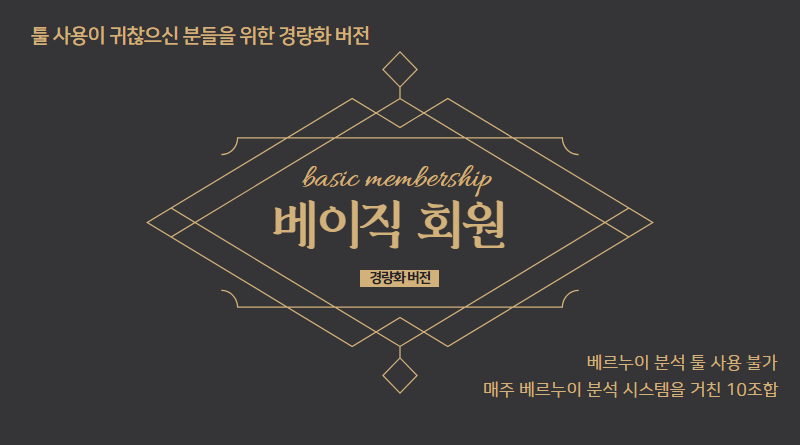 툴 사용이 귀찮으신 분들을 위한 경량화 버전
basic membership
베이직 회원
경량화 버전
베르누이 분석 툴 사용 불가
매주 베르누이 분석 시스템을 거친 10조합